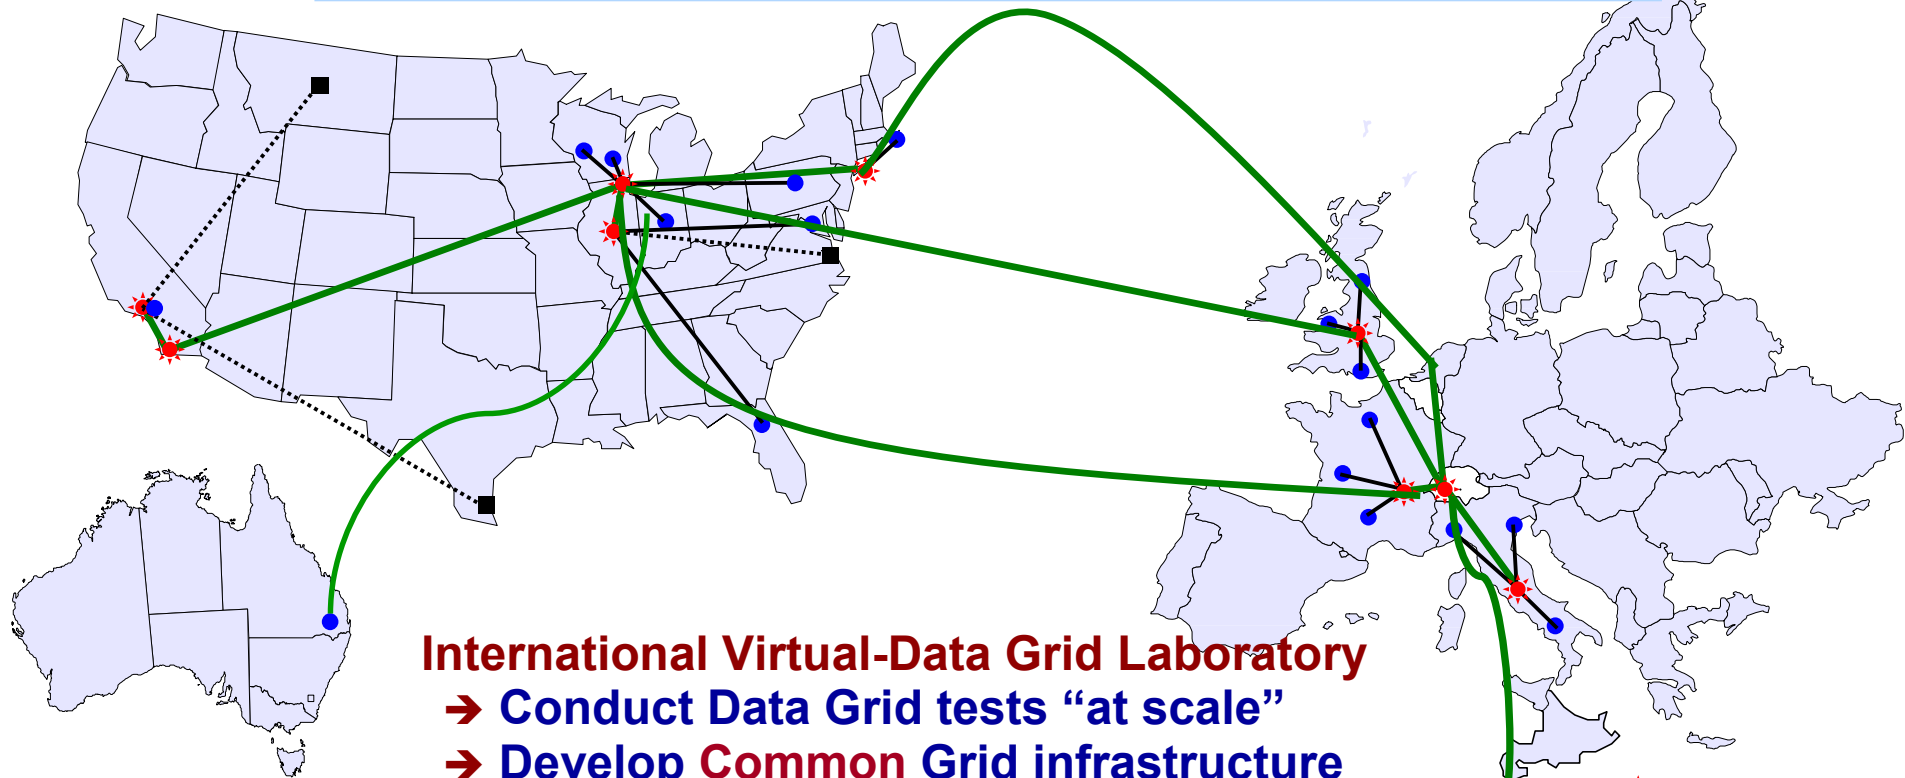 International Virtual-Data Grid Laboratory
➔ Conduct Data Grid tests “at scale”
➔ Develop Common Grid infrastructure